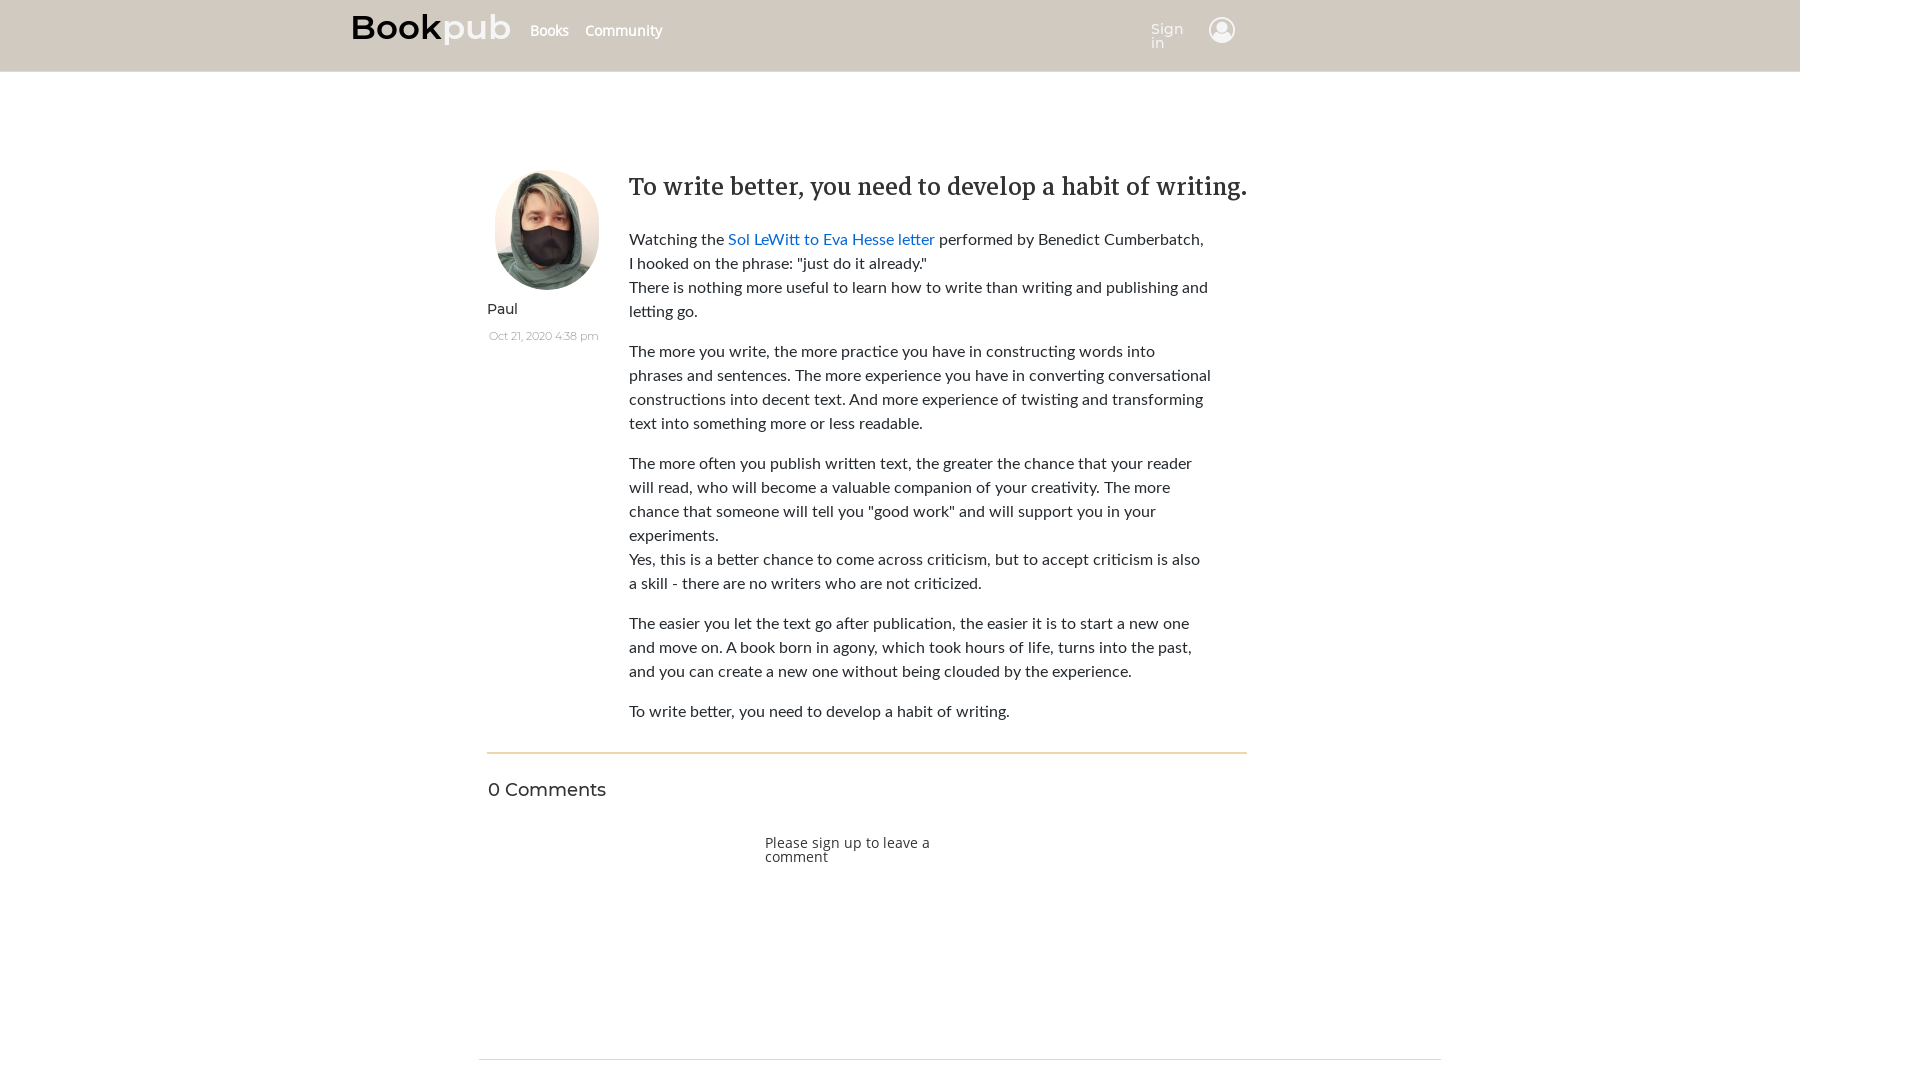 Bookpub Books Community Sign in
To write better, you need to develop a habit of writing.
Watching the Sol LeWitt to Eva Hesse letter performed by Benedict Cumberbatch,
I hooked on the phrase: "just do it already."
There is nothing more useful to learn how to write than writing and publishing and
letting go.
Paul
Oct 21, 2020 4:38 pm
The more you write, the more practice you have in constructing words into
phrases and sentences. The more experience you have in converting conversational
constructions into decent text. And more experience of twisting and transforming
text into something more or less readable.
The more often you publish written text, the greater the chance that your reader
will read, who will become a valuable companion of your creativity. The more
chance that someone will tell you "good work" and will support you in your
experiments.
Yes, this is a better chance to come across criticism, but to accept criticism is also
a skill - there are no writers who are not criticized.
The easier you let the text go after publication, the easier it is to start a new one
and move on. A book born in agony, which took hours of life, turns into the past,
and you can create a new one without being clouded by the experience.
To write better, you need to develop a habit of writing.
0 Comments
Please sign up to leave a
comment